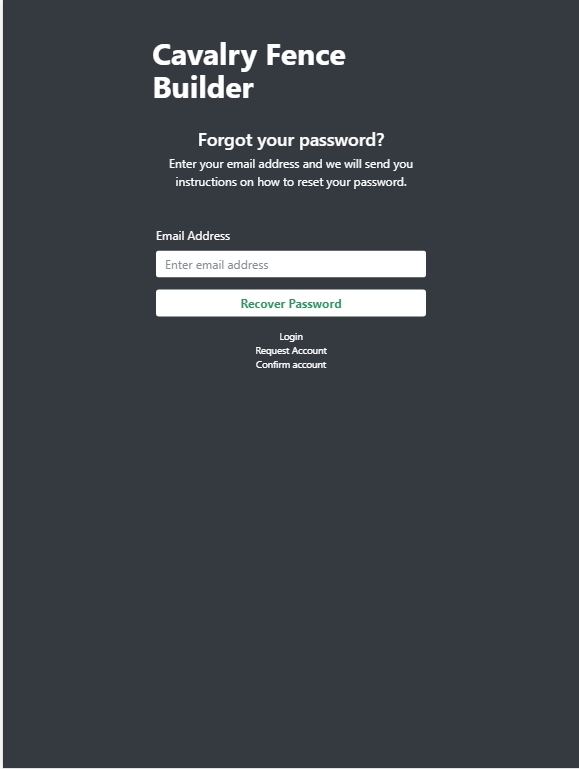 Cavalry Fence
Builder
Forgot your password?
Enter your email address and we will send you
instructions on how to reset your password.
Email Address
Enter email address
Recover Password
Login
Request Account
Confirm account